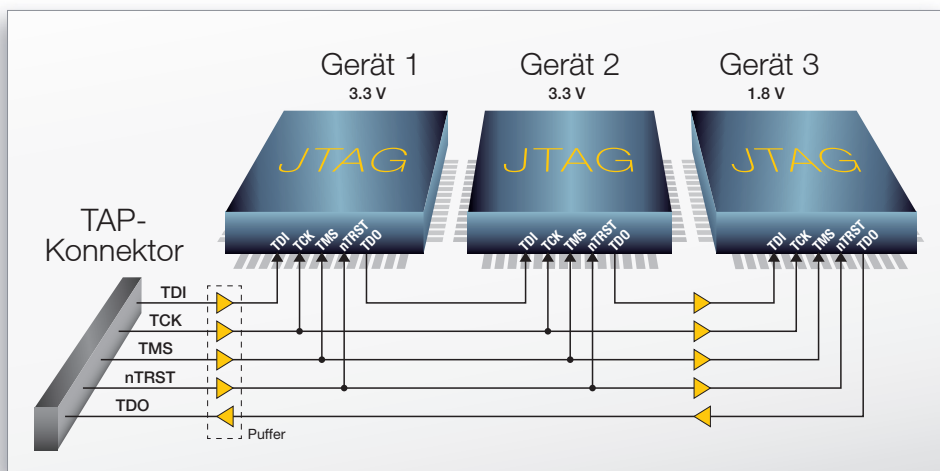 Gerät 1
3.3 V
Gerät 2
3.3 V
Gerät 3
1.8 V
JTAG
JTAG
JTAG
TDI
TCK
TMS
nTRST
TDO
TDI
TCK
TMS
nTRST
TDO
TDI
TCK
TMS
nTRST
TDO
TAP-
Konnektor
TDI
TCK
TMS
nTRST
TDO
Puffer